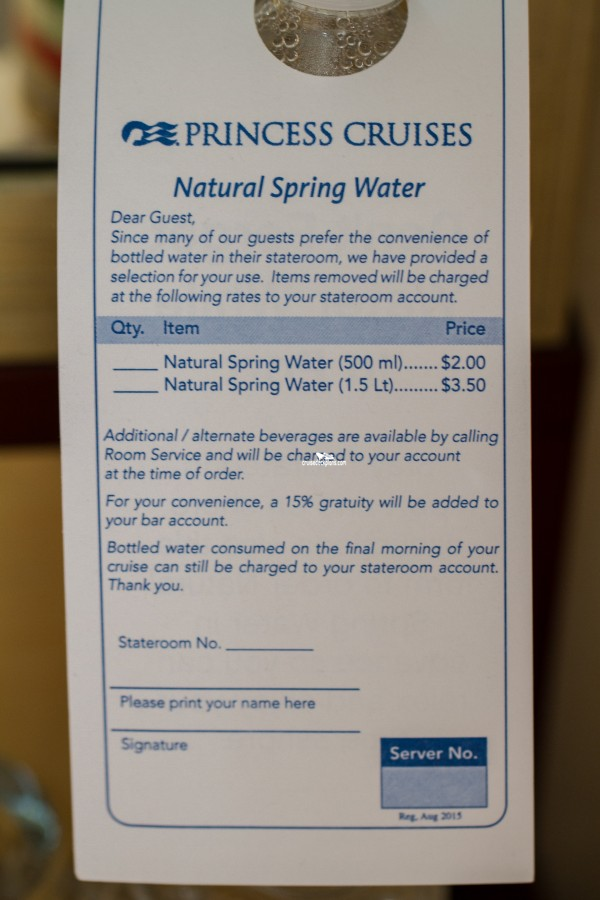 PRINCESS CRUISES
Natural Spring Water
Dear Guest,
Since many of our guests prefer the convenience of
bottled water in their stateroom, we have provided a
selection for your use. Items removed will be charged
at the following rates to your stateroom account.
Qty. Item Price
_____ Natural Spring Water (500 ml)....... $2.00
_____ Natural Spring Water (1.5 Lt)......... $3.50
Additional / alternate beverages are available by calling
Room Service and will be charged to your account
at the time of order.
For your convenience, a 15% gratuity will be added to
your bar account.
Bottled water consumed on the final morning of your
cruise can still be charged to your stateroom account.
Thank you.
Stateroom No. __________
Please print your name here
Signature
Server No.
Reg, Aug 2015